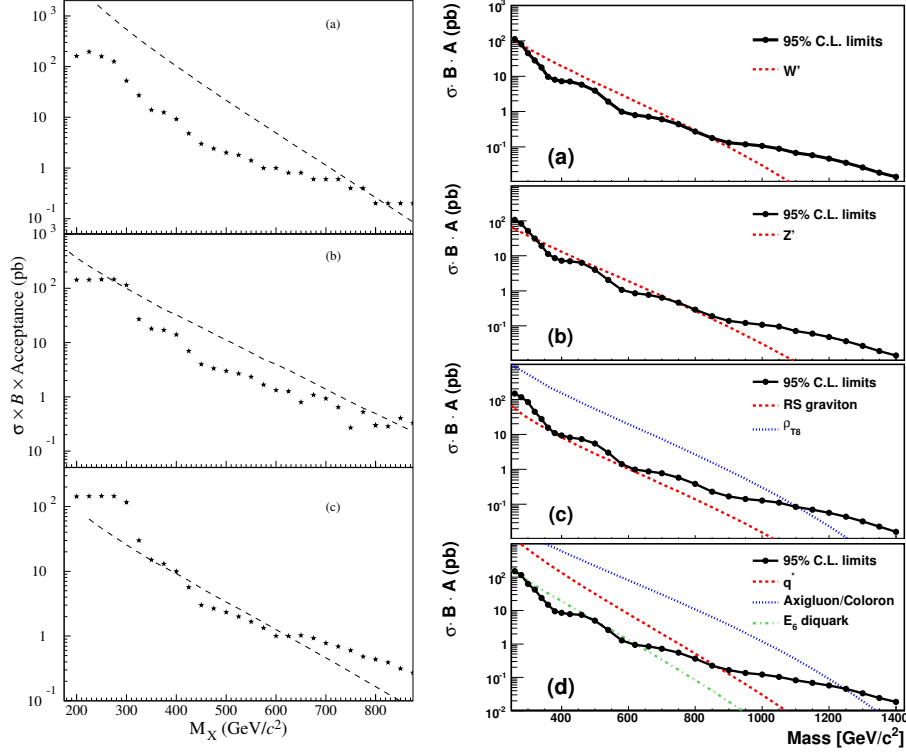 σ × B × Acceptance (pb)
10³
10²
10
1
10⁻¹
(a)
10³
10²
10
1
10⁻¹
(b)
10²
10
1
10⁻¹
(c)
200 300 400 500 600 700 800
M_X (GeV/c²)
σ· B · A (pb)
10³
10²
10
1
10⁻¹
95% C.L. limits
W'
(a)
σ· B · A (pb)
10²
10
1
10⁻¹
95% C.L. limits
Z'
(b)
σ· B · A (pb)
10²
10
1
10⁻¹
95% C.L. limits
RS graviton
ρ_T8
(c)
σ· B · A (pb)
10²
10
1
10⁻¹
10⁻²
95% C.L. limits
q*
Axigluon/Coloron
E₆ diquark
(d)
400 600 800 1000 1200 1400
Mass [GeV/c²]